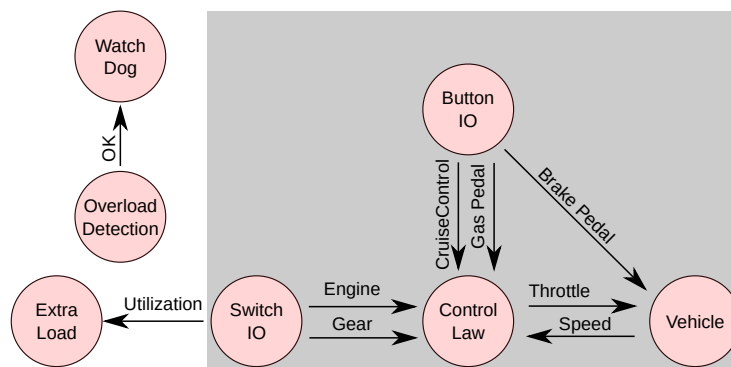 Watch
Dog
Button
IO
OK
CruiseControl
Gas Pedal
Brake Pedal
Overload
Detection
Extra
Load
Utilization
Switch
IO
Engine
Gear
Control
Law
Throttle
Speed
Vehicle